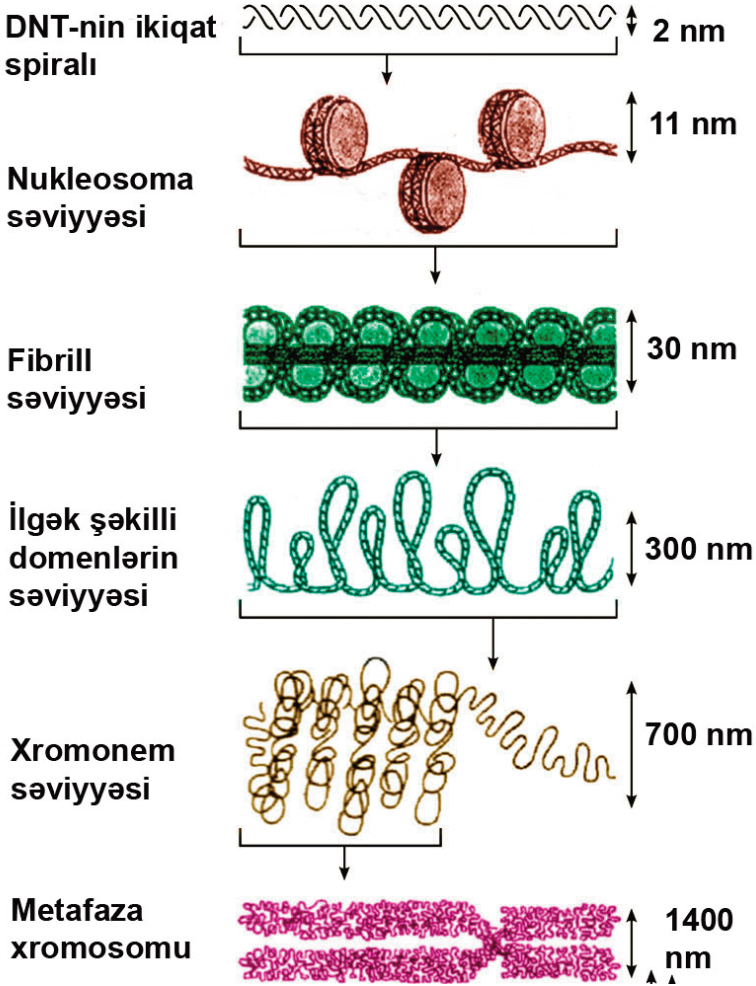 DNT-nin ikiqat
spiralı
2 nm
11 nm
Nukleosoma
səviyyəsi
30 nm
Fibrill
səviyyəsi
İlgək şəkilli
domenlərin
səviyyəsi
300 nm
700 nm
Xromonem
səviyyəsi
Metafaza
xromosomu
1400
nm